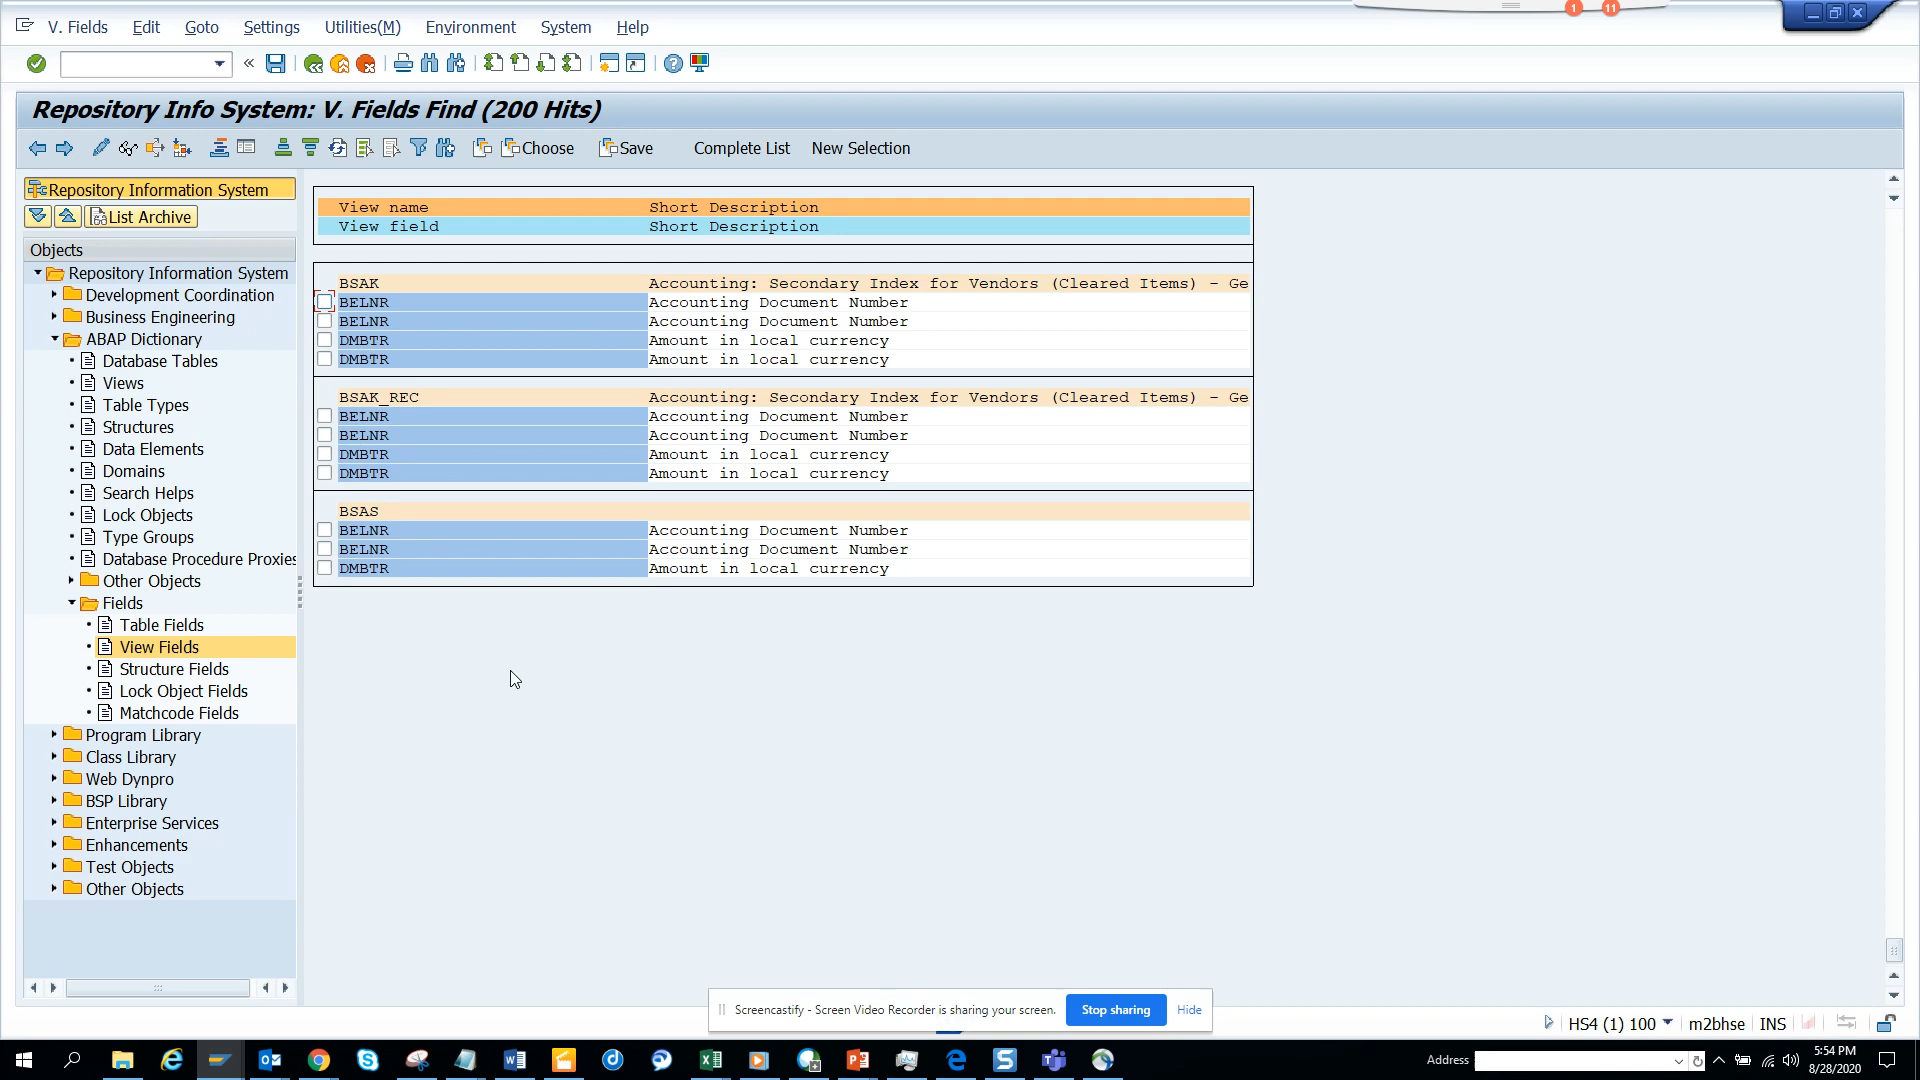 V. Fields Edit Goto Settings Utilities(M) Environment System Help
1 11
Repository Info System: V. Fields Find (200 Hits)
Choose Save Complete List New Selection
Repository Information System
List Archive
Objects
Repository Information System
Development Coordination
Business Engineering
ABAP Dictionary
Database Tables
Views
Table Types
Structures
Data Elements
Domains
Search Helps
Lock Objects
Type Groups
Database Procedure Proxies
Other Objects
Fields
Table Fields
View Fields
Structure Fields
Lock Object Fields
Matchcode Fields
Program Library
Class Library
Web Dynpro
BSP Library
Enterprise Services
Enhancements
Test Objects
Other Objects
View name Short Description
View field Short Description
BSAK Accounting: Secondary Index for Vendors (Cleared Items) - Ge
BELNR Accounting Document Number
BELNR Accounting Document Number
DMBTR Amount in local currency
DMBTR Amount in local currency
BSAK_REC Accounting: Secondary Index for Vendors (Cleared Items) - Ge
BELNR Accounting Document Number
BELNR Accounting Document Number
DMBTR Amount in local currency
DMBTR Amount in local currency
BSAS
BELNR Accounting Document Number
BELNR Accounting Document Number
DMBTR Amount in local currency
Screencastify - Screen Video Recorder is sharing your screen. Stop sharing Hide
HS4 (1) 100 m2bhse INS
Address
5:54 PM
8/28/2020